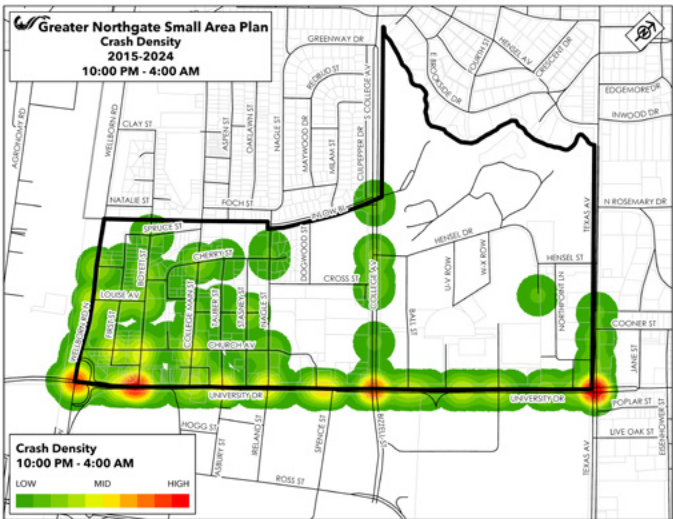 Greater Northgate Small Area Plan
Crash Density
2015-2024
10:00 PM - 4:00 AM
GREENWAY DR
REDBUD ST
S COLLEGE AV
E BROOKSIDE DR
FOURTH ST
HENSEL AV
CRESCENT DR
EDGEMORE DR
INWOOD DR
AGRONOMY RD
WELLBORN RD
CLAY ST
ASPEN ST
OAKLAWN ST
NAGLE ST
MAYWOOD DR
MILAM ST
CULPEPPER DR
NATALIE ST
FOCH ST
INLOW BL
TEXAS AV
N ROSEMARY DR
SPRUCE ST
CHERRY ST
BOYETT ST
DOGWOOD ST
HENSEL DR
CROSS ST
COLLEGE AV
U-V ROW
W-X ROW
HENSEL ST
NORTHPOINT LN
LOUISE AV
FIRST ST
COLLEGE MAIN ST
TAUBER ST
STASNEY ST
NAGLE ST
BALL ST
COONER ST
WELLBORN RD N
CHURCH AV
JANE ST
UNIVERSITY DR
UNIVERSITY DR
POPLAR ST
HOGG ST
ASBURY ST
IRELAND ST
SPENCE ST
BIZZELL ST
TEXAS AV
LIVE OAK ST
EISENHOWER ST
ROSS ST
Crash Density
10:00 PM - 4:00 AM
LOW MID HIGH